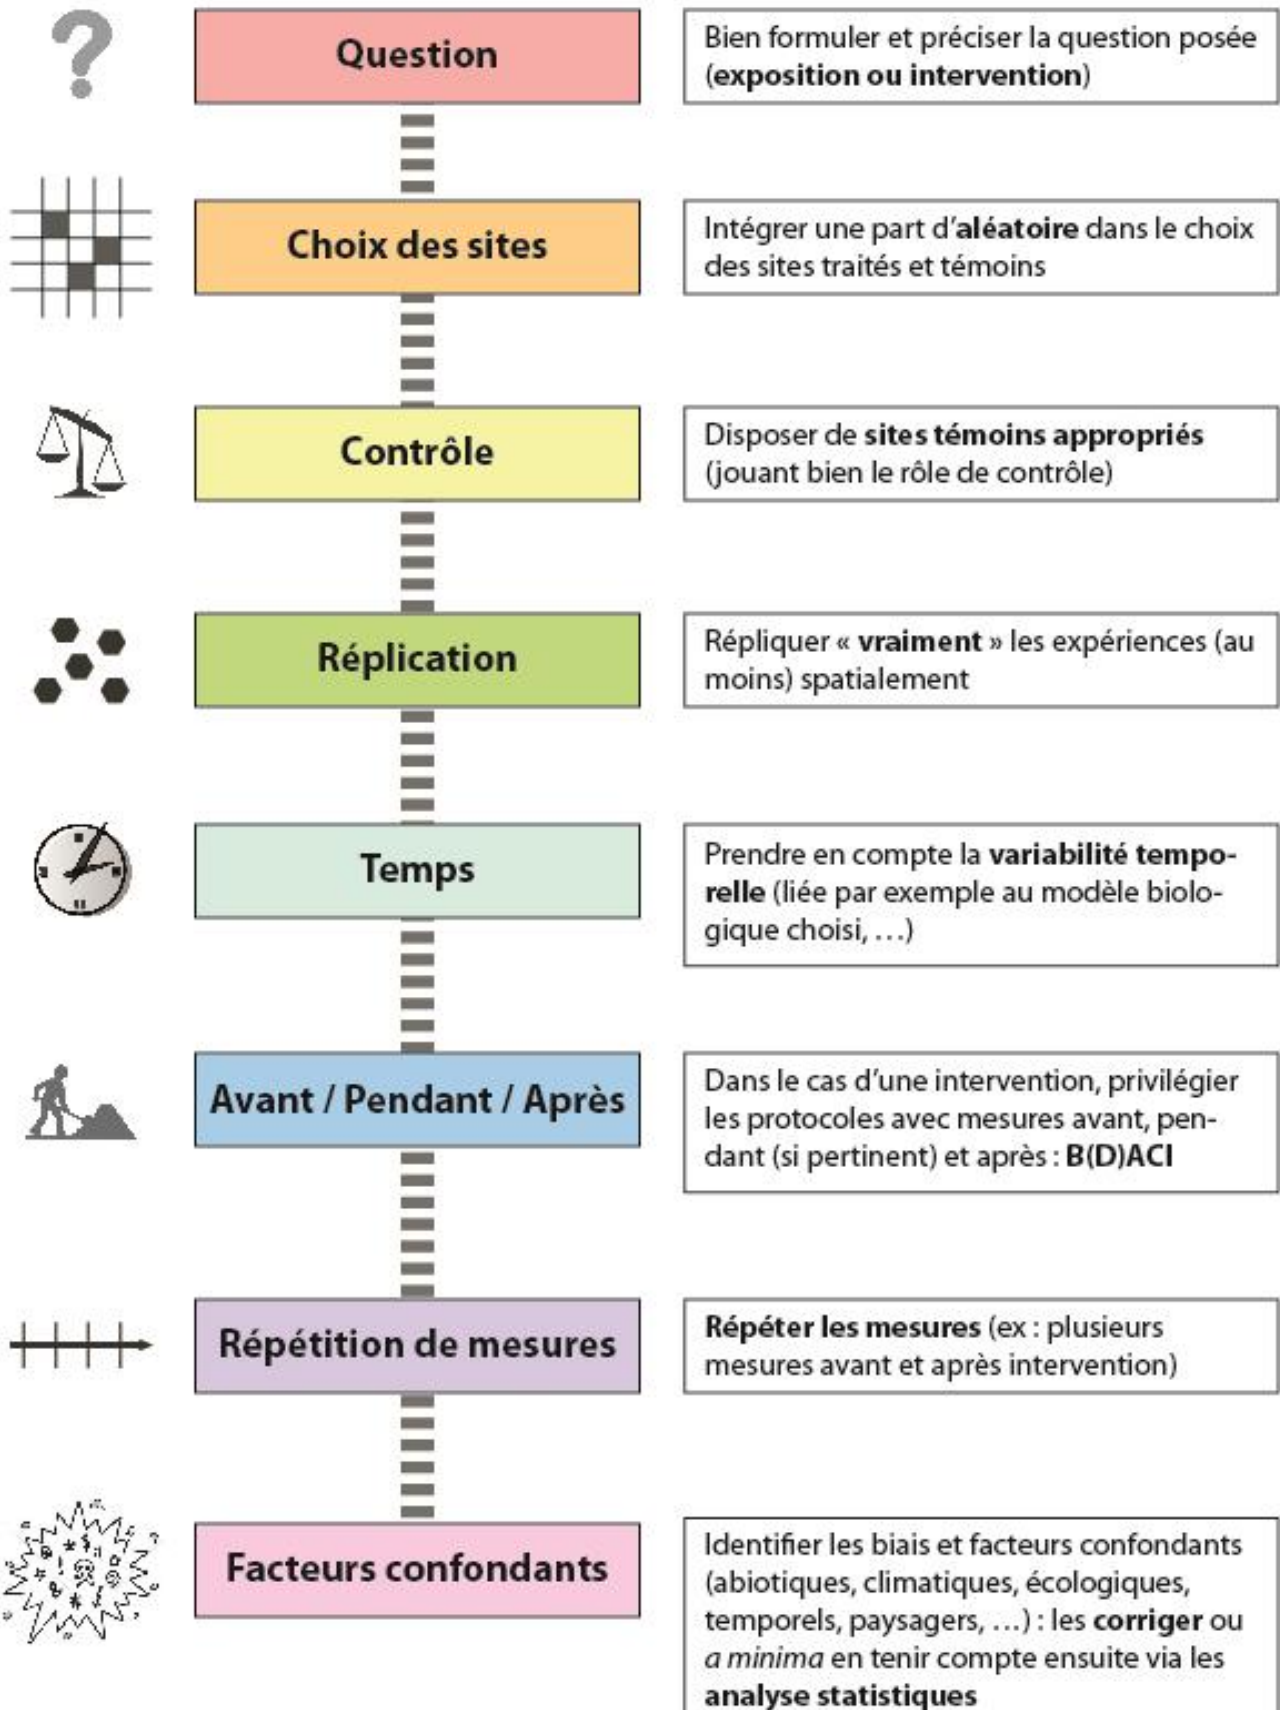 Question
Bien formuler et préciser la question posée
(exposition ou intervention)
Choix des sites
Intégrer une part d’aléatoire dans le choix
des sites traités et témoins
Contrôle
Disposer de sites témoins appropriés
(jouant bien le rôle de contrôle)
Réplication
Répliquer « vraiment » les expériences (au
moins) spatialement
Temps
Prendre en compte la variabilité tempo-
relle (liée par exemple au modèle biolo-
gique choisi, …)
Avant / Pendant / Après
Dans le cas d’une intervention, privilégier
les protocoles avec mesures avant, pen-
dant (si pertinent) et après : B(D)ACI
Répétition de mesures
Répéter les mesures (ex : plusieurs
mesures avant et après intervention)
Facteurs confondants
Identifier les biais et facteurs confondants
(abiotiques, climatiques, écologiques,
temporels, paysagers, …) : les corriger ou
a minima en tenir compte ensuite via les
analyse statistiques